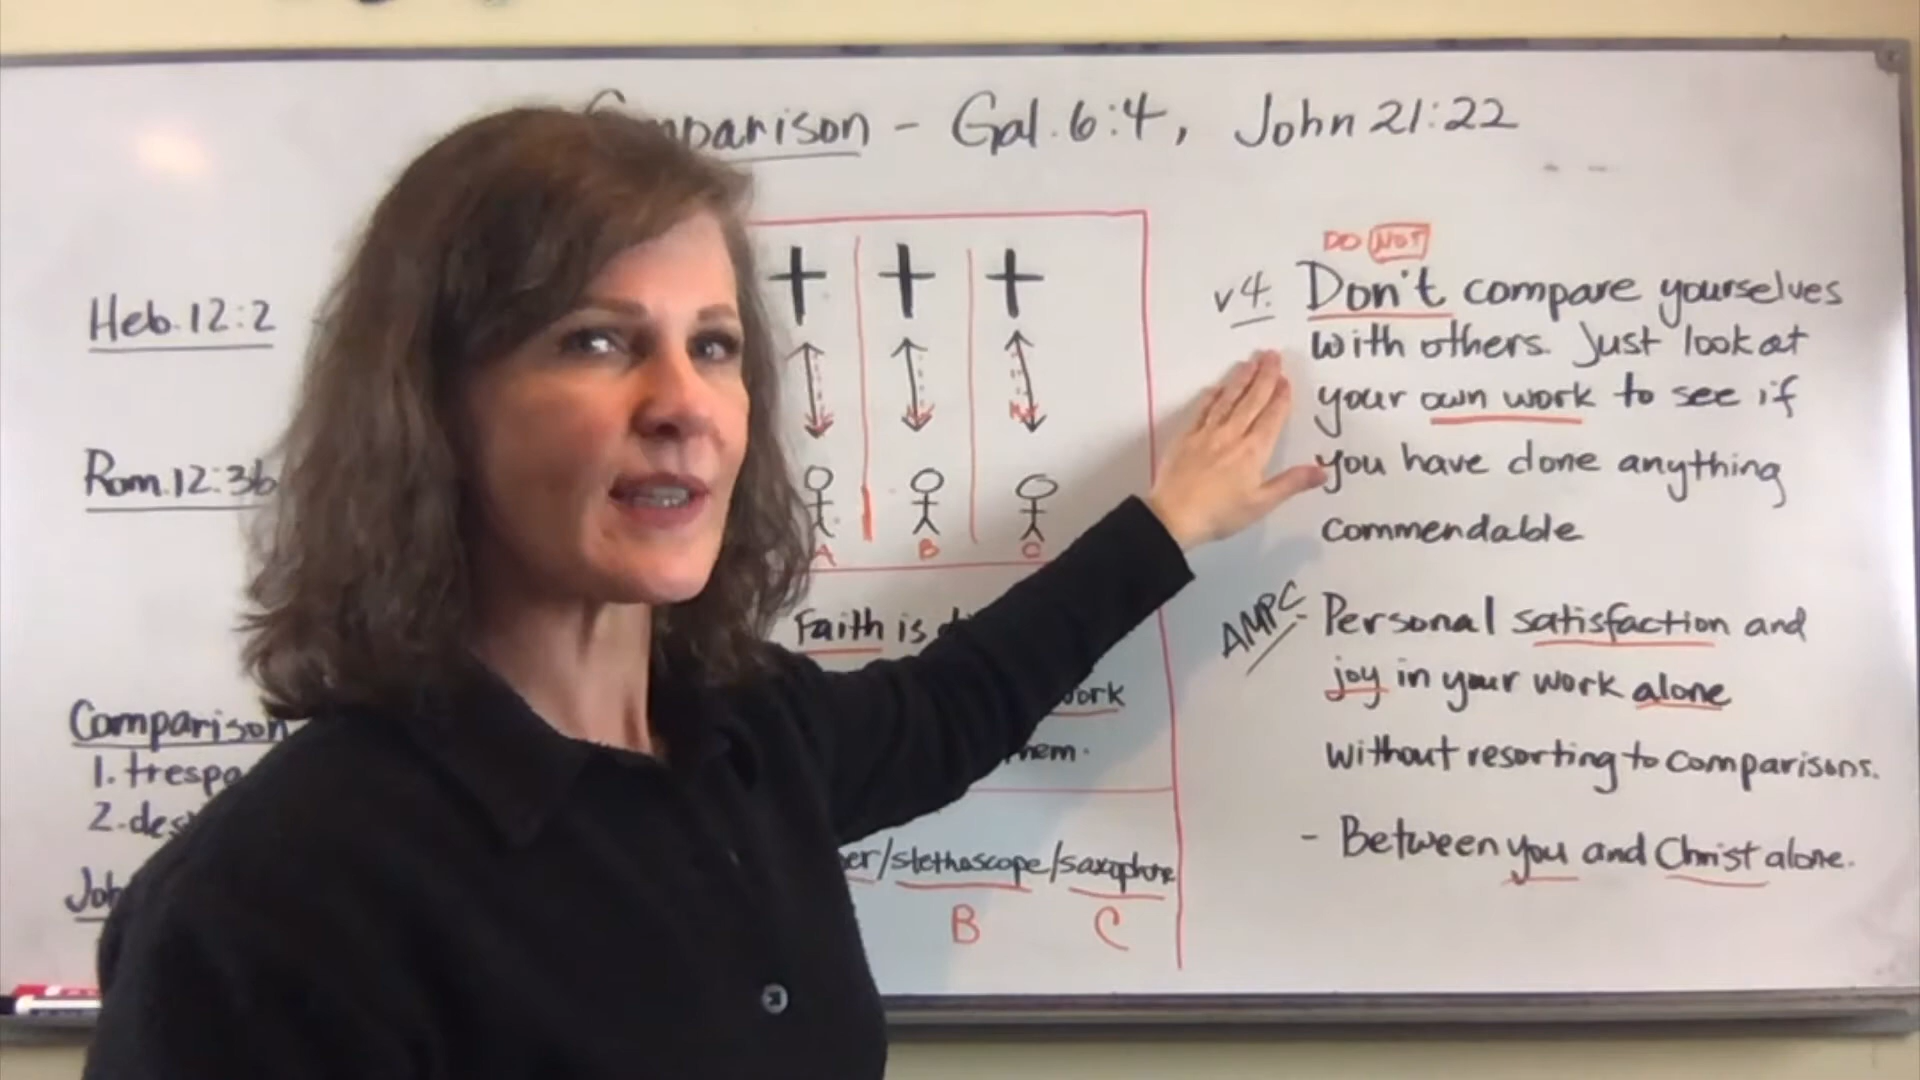 Comparison - Gal. 6:4, John 21:22
Heb. 12:2
Rom. 12:3b
Comparison
1. trespa
2. des
Joh
A B C
Faith is
work
hem.
er/stethoscope/saxophone
B C
DO NOT
v4. Don't compare yourselves
with others. Just look at
your own work to see if
you have done anything
commendable
AMPC- Personal satisfaction and
joy in your work alone
without resorting to comparisons.
- Between you and Christ alone.